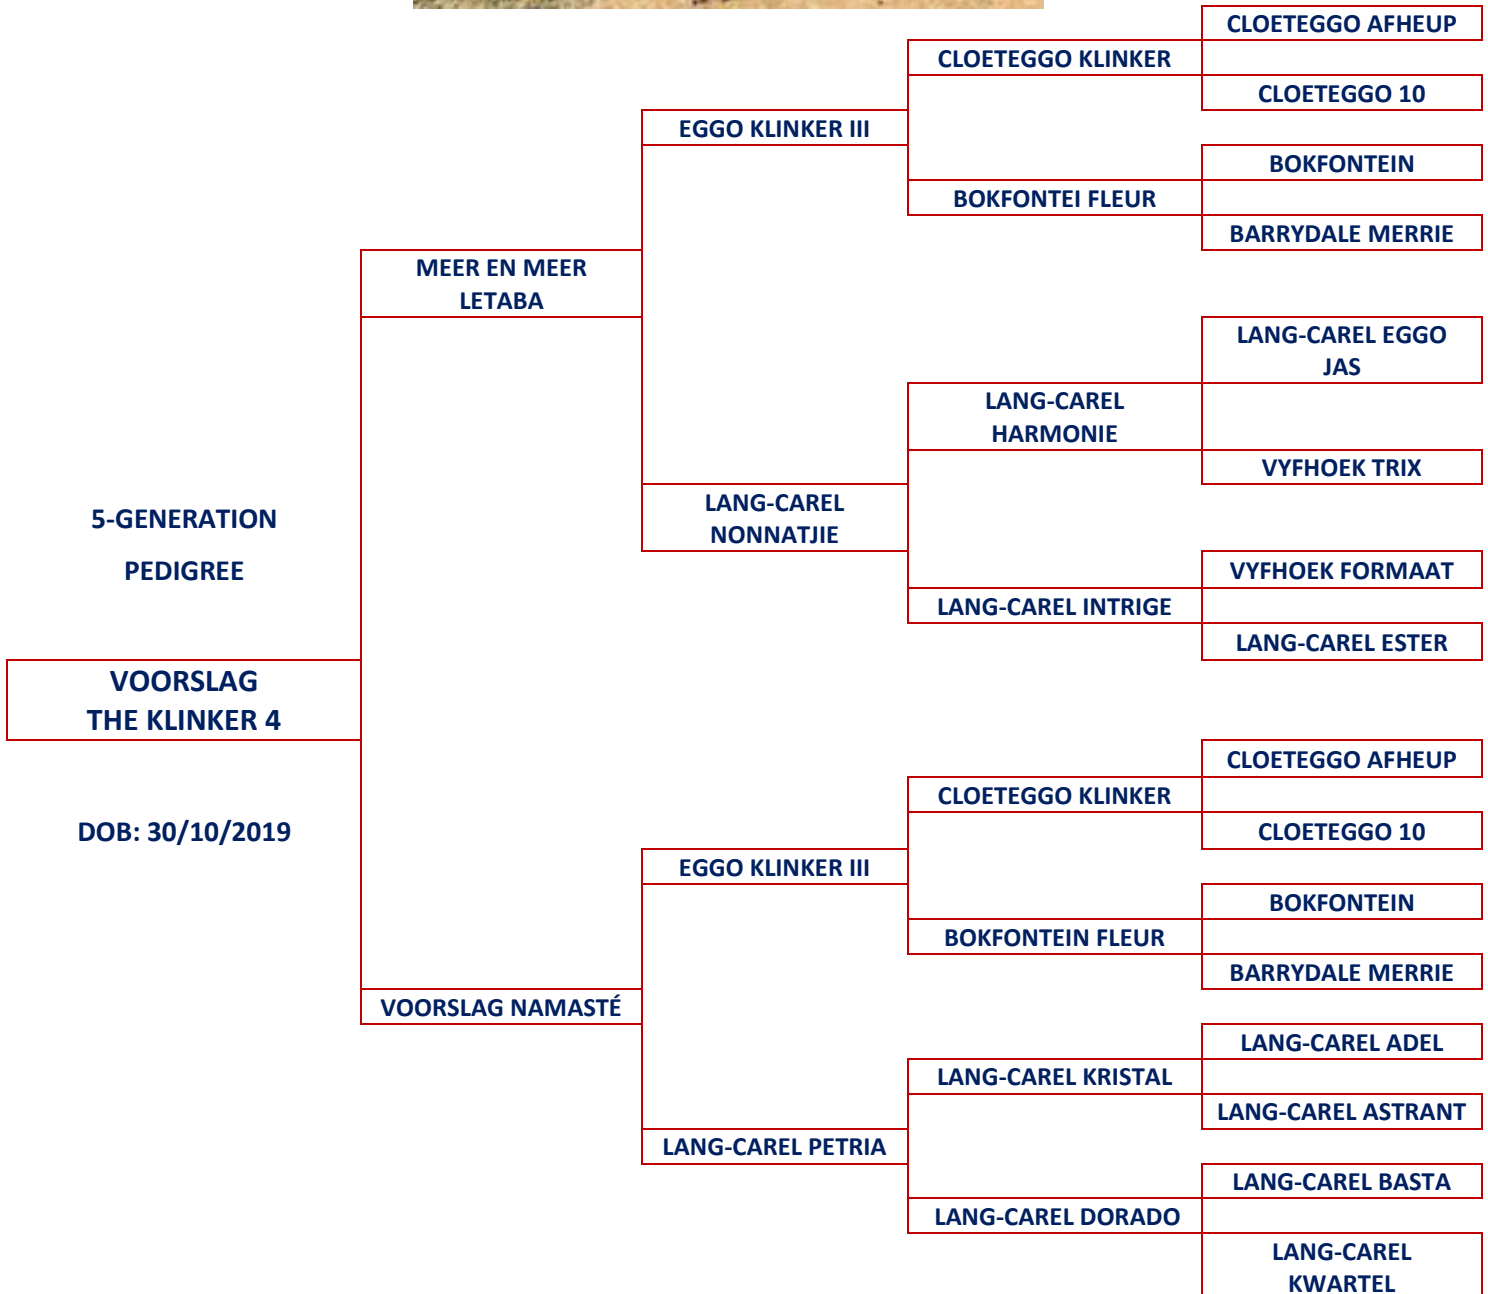 CLOETEGGO AFHEUP
CLOETEGGO KLINKER
CLOETEGGO 10
EGGO KLINKER III
BOKFONTEIN
BOKFONTEI FLEUR
BARRYDALE MERRIE
MEER EN MEER
LETABA
LANG-CAREL EGGO
JAS
LANG-CAREL
HARMONIE
VYFHOEK TRIX
LANG-CAREL
NONNATJIE
5-GENERATION
PEDIGREE
VYFHOEK FORMAAT
LANG-CAREL INTRIGE
LANG-CAREL ESTER
VOORSLAG
THE KLINKER 4
DOB: 30/10/2019
CLOETEGGO AFHEUP
CLOETEGGO KLINKER
CLOETEGGO 10
EGGO KLINKER III
BOKFONTEIN
BOKFONTEIN FLEUR
BARRYDALE MERRIE
VOORSLAG NAMASTÉ
LANG-CAREL ADEL
LANG-CAREL KRISTAL
LANG-CAREL ASTRANT
LANG-CAREL PETRIA
LANG-CAREL BASTA
LANG-CAREL DORADO
LANG-CAREL
KWARTEL